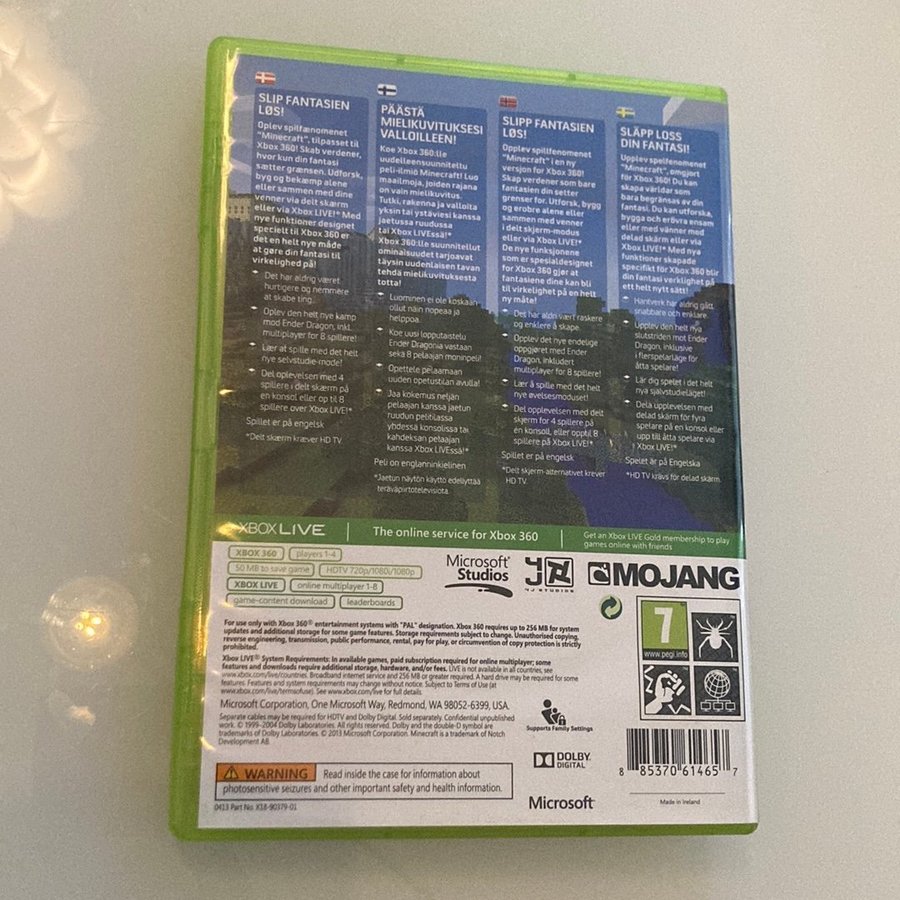 SLIP FANTASIEN
LØS!
Oplev spilfænomenet
"Minecraft", tilpasset til
Xbox 360! Skab verdener,
hvor kun din fantasi
sætter grænsen. Udforsk,
byg og bekæmp alene
eller sammen med dine
venner via delt skærm
eller via Xbox LIVE!* Med
nye funktioner designet
specielt til Xbox 360 er
det en helt nye måde
at gøre din fantasi til
virkelighed på!
Det har aldrig været
hurtigere og nemmere
at skabe ting.
Oplev den helt nye kamp
mod Ender Dragon, inkl.
multiplayer for 8 spillere!
Lær at spille med det helt
nye selvstudie-mode!
Del oplevelsen med 4
spillere i delt skærm på
en konsol eller op til 8
spillere over Xbox LIVE!*
Spillet er på engelsk
*Delt skærm kræver HD TV
PÄÄSTÄ
MIELIKUVITUKSESI
VALLOILLEEN!
Koe Xbox 360:lle
uudelleensuunniteltu
peli-ilmiö Minecraft! Luo
maailmoja, joiden rajana
on vain mielikuvitus.
Tutki, rakenna ja valloita
yksin tai ystäviesi kanssa
jaetussa ruudussa
tai Xbox LIVEssä!*
Xbox 360:lle suunnitellut
ominaisuudet tarjoavat
täysin uudenlaisen tavan
tehdä mielikuvituksesta
totta!
Luominen ei ole koskaan
ollut näin nopeaa ja
helppoa.
Koe uusi lopputaistelu
Ender Dragonia vastaan
sekä 8 pelaajan moninpeli!
Opettele pelaamaan
uuden opetustilan avulla!
Jaa kokemus neljän
pelaajan kanssa jaetun
ruudun pelitilassa
yhdessä konsolissa tai
kahdeksan pelaajan
kanssa Xbox LIVEssä!*
Peli on englanninkielinen
*Jaetun näytön käyttö edellyttää
teräväpiirtotelevisiota.
SLIPP FANTASIEN
LØS!
Opplev spillfenomenet
"Minecraft" i en ny
versjon for Xbox 360!
Skap verdener som bare
fantasien din setter
grenser for. Utforsk, bygg
og erobre alene eller
sammen med venner
i delt skjerm-modus
eller via Xbox LIVE!*
De nye funksjonene
som er spesialdesignet
for Xbox 360 gjør at
fantasiene dine kan bli
til virkelighet på en helt
ny måte!
Det har aldri vært raskere
og enklere å skape.
Opplev det nye endelige
oppgjøret med Ender
Dragon, inkludert
multiplayer for 8 spillere!
Lær å spille med det helt
nye øvelsesmoduset!
Del opplevelsen med delt
skjerm for 4 spillere på
en konsoll, eller opptil 8
spillere på Xbox LIVE!*
Spillet er på engelsk
*Delt skjerm-alternativet krever
HD TV.
SLÄPP LOSS
DIN FANTASI!
Upplev spelfenomenet
"Minecraft", omgjort
för Xbox 360! Du kan
skapa världar som
bara begränsas av din
fantasi. Du kan utforska,
bygga och erövra ensam
eller med vänner med
delad skärm eller via
Xbox LIVE!* Med nya
funktioner skapade
specifikt för Xbox 360 blir
din fantasi verklighet på
ett helt nytt sätt!
Hantverk har aldrig gått
snabbare och enklare.
Upplev den helt nya
slutstriden mot Ender
Dragon, inklusive
i flerspelarläge för
åtta spelare!
Lär dig spelet i det helt
nya självstudieläget!
Dela upplevelsen med
delad skärm för fyra
spelare på en konsol eller
upp till åtta spelare via
Xbox LIVE!*
Spelet är på Engelska
*HD TV krävs för delad skärm.
XBOX LIVE
The online service for Xbox 360
Get an Xbox LIVE Gold membership to play
games online with friends
XBOX 360 players 1-4
50 MB to save game HDTV 720p/1080i/1080p
XBOX LIVE online multiplayer 1-8
game-content download leaderboards
Microsoft®
Studios
4J STUDIOS
MOJANG
For use only with Xbox 360® entertainment systems with "PAL" designation. Xbox 360 requires up to 256 MB for system
updates and additional storage for some game features. Storage requirements subject to change. Unauthorised copying,
reverse engineering, transmission, public performance, rental, pay for play, or circumvention of copy protection is strictly
prohibited.
Xbox LIVE® System Requirements: In available games, paid subscription required for online multiplayer; some
features and downloads require additional storage, hardware, and/or fees. LIVE is not available in all countries, see
www.xbox.com/live/countries. Broadband internet service and 256 MB or greater required. A hard drive may be required for some
features. Features and system requirements may change without notice. Subject to Terms of Use (at
www.xbox.com/live/termsofuse). See www.xbox.com/live for full details.
Microsoft Corporation, One Microsoft Way, Redmond, WA 98052-6399, USA.
Separate cables may be required for HDTV and Dolby Digital. Sold separately. Confidential unpublished
work. © 1999-2004 Dolby Laboratories. All rights reserved. Dolby and the double-D symbol are
trademarks of Dolby Laboratories. © 2013 Microsoft Corporation. Minecraft is a trademark of Notch
Development AB.
WARNING Read inside the case for information about
photosensitive seizures and other important safety and health information.
0413 Part No. X18-90379-01
Supports Family Settings
DOLBY
DIGITAL
Microsoft®
7
www.pegi.info
8 85370 61465 7
Made in Ireland